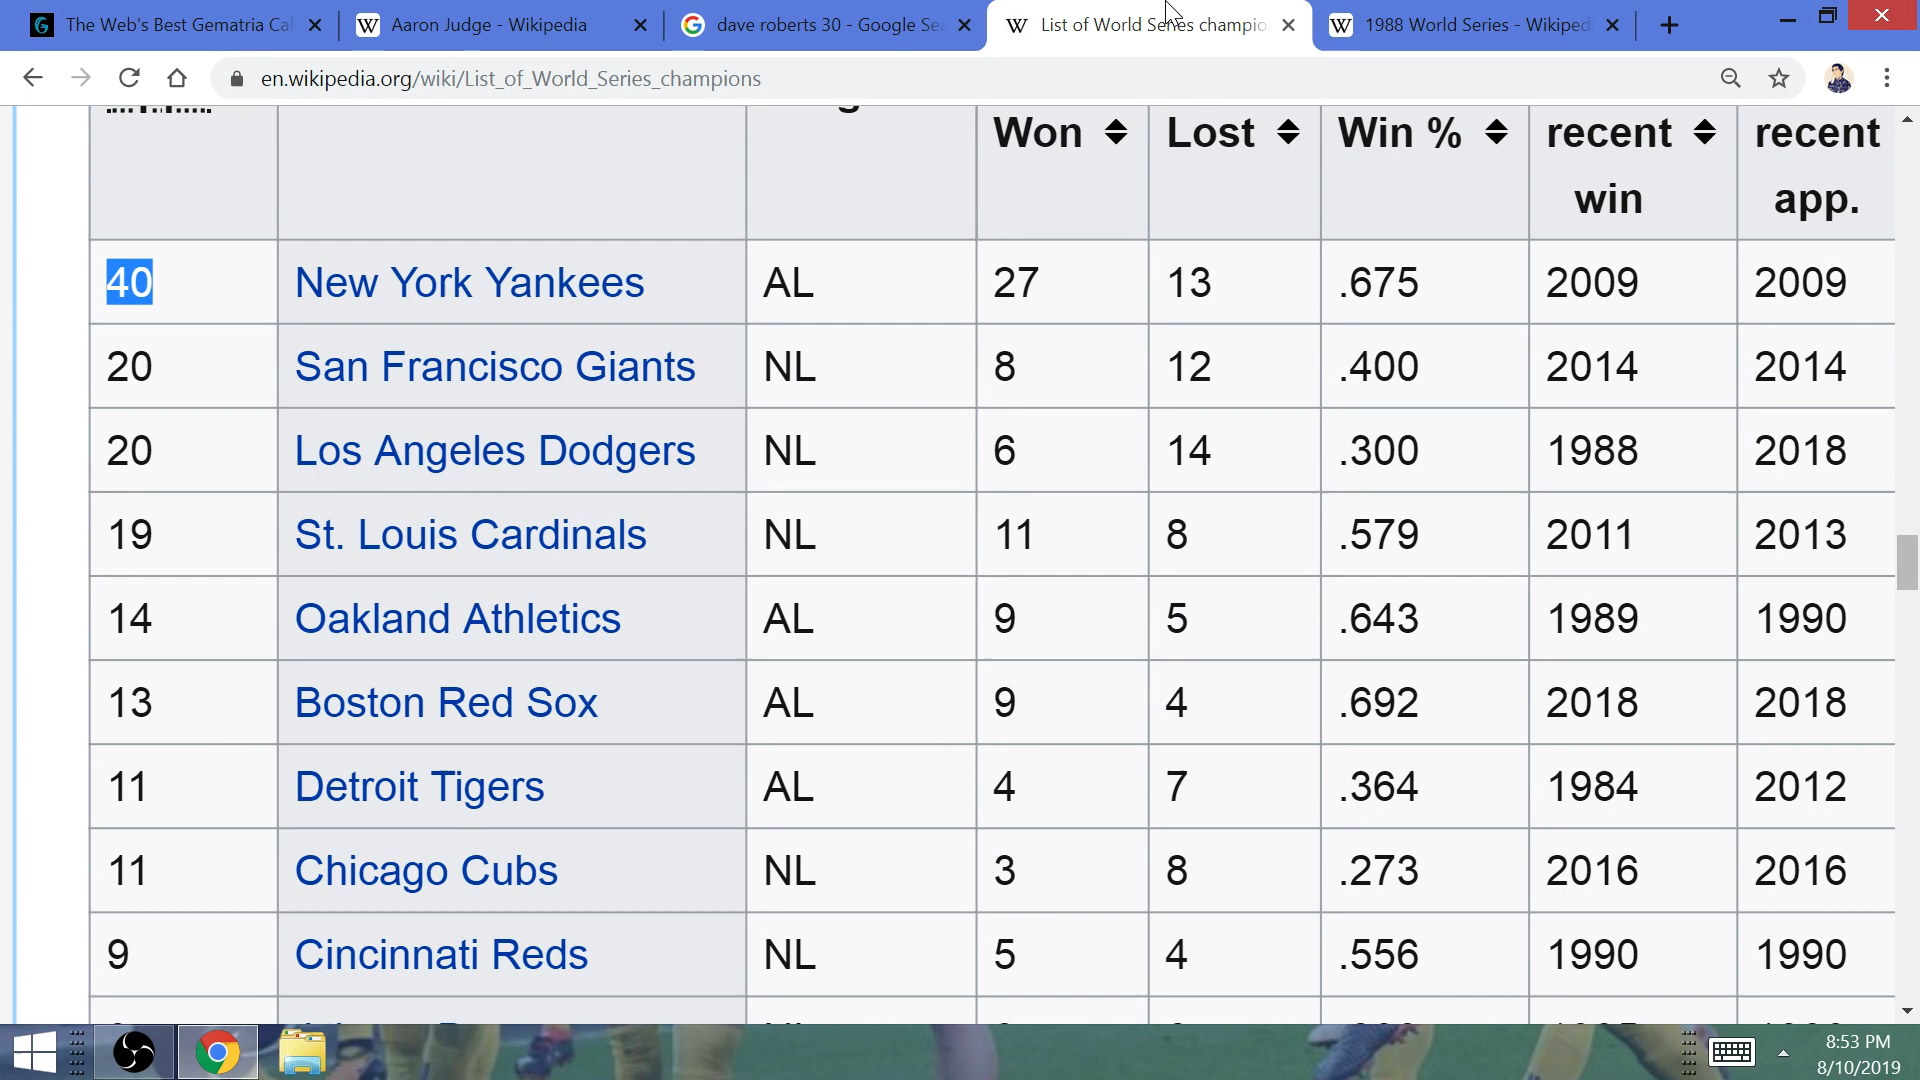 The Web's Best Gematria Cal
Aaron Judge - Wikipedia
dave roberts 30 - Google Se
List of World Series champio
1988 World Series - Wikiped
en.wikipedia.org/wiki/List_of_World_Series_champions
Won Lost Win % recent recent
win app.
40 New York Yankees AL 27 13 .675 2009 2009
20 San Francisco Giants NL 8 12 .400 2014 2014
20 Los Angeles Dodgers NL 6 14 .300 1988 2018
19 St. Louis Cardinals NL 11 8 .579 2011 2013
14 Oakland Athletics AL 9 5 .643 1989 1990
13 Boston Red Sox AL 9 4 .692 2018 2018
11 Detroit Tigers AL 4 7 .364 1984 2012
11 Chicago Cubs NL 3 8 .273 2016 2016
9 Cincinnati Reds NL 5 4 .556 1990 1990
8:53 PM
8/10/2019